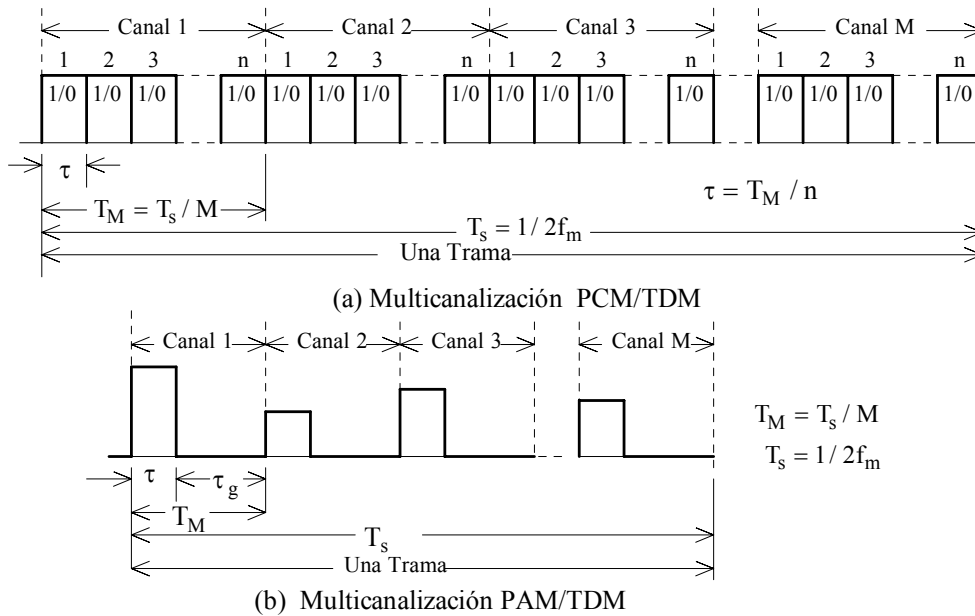 Canal 1 Canal 2 Canal 3 Canal M
1 2 3 n 1 2 3 n 1 2 3 n 1 2 3 n
1/0 1/0 1/0 1/0 1/0 1/0 1/0 1/0 1/0 1/0 1/0 1/0 1/0 1/0 1/0 1/0
τ
τ = T_M / n
T_M = T_s / M
T_s = 1 / 2f_m
Una Trama
(a) Multicanalización PCM/TDM
Canal 1 Canal 2 Canal 3 Canal M
T_M = T_s / M
T_s = 1 / 2f_m
τ τ_g
T_M
T_s
Una Trama
(b) Multicanalización PAM/TDM